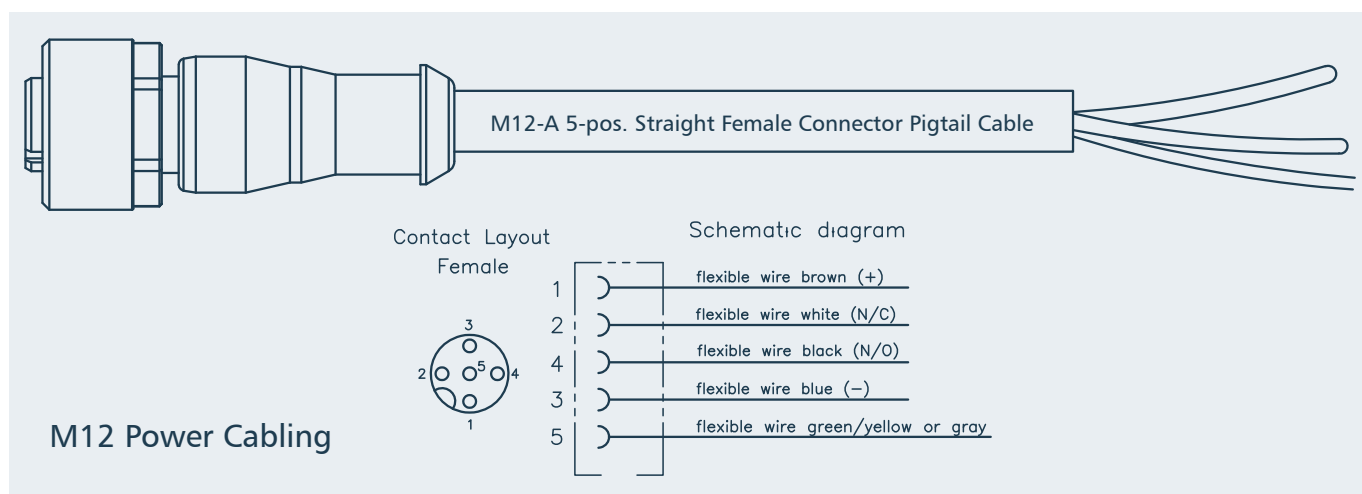 M12-A 5-pos. Straight Female Connector Pigtail Cable
Contact Layout
Female
Schematic diagram
1 flexible wire brown (+)
2 flexible wire white (N/C)
4 flexible wire black (N/O)
3 flexible wire blue (−)
5 flexible wire green/yellow or gray
3
2 5 4
1
M12 Power Cabling